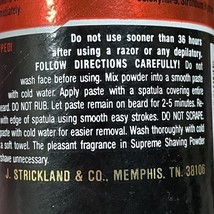 mmediately
PED!
Do not use sooner than 36 hours
after using a razor or any depilatory.
FOLLOW DIRECTIONS CAREFULLY! Do not
wash face before using. Mix powder into a smooth paste
with cold water. Apply paste with a spatula covering entire
beard. DO NOT RUB. Let paste remain on beard for 2-5 minutes. Re-
with edge of spatula using smooth easy strokes. DO NOT SCRAPE.
paste with cold water for easier removal. Wash thoroughly with cold
a soft towel. The pleasant fragrance in Supreme Shaving Powder
shave unnecessary.
J. STRICKLAND & CO., MEMPHIS. TN. 38106